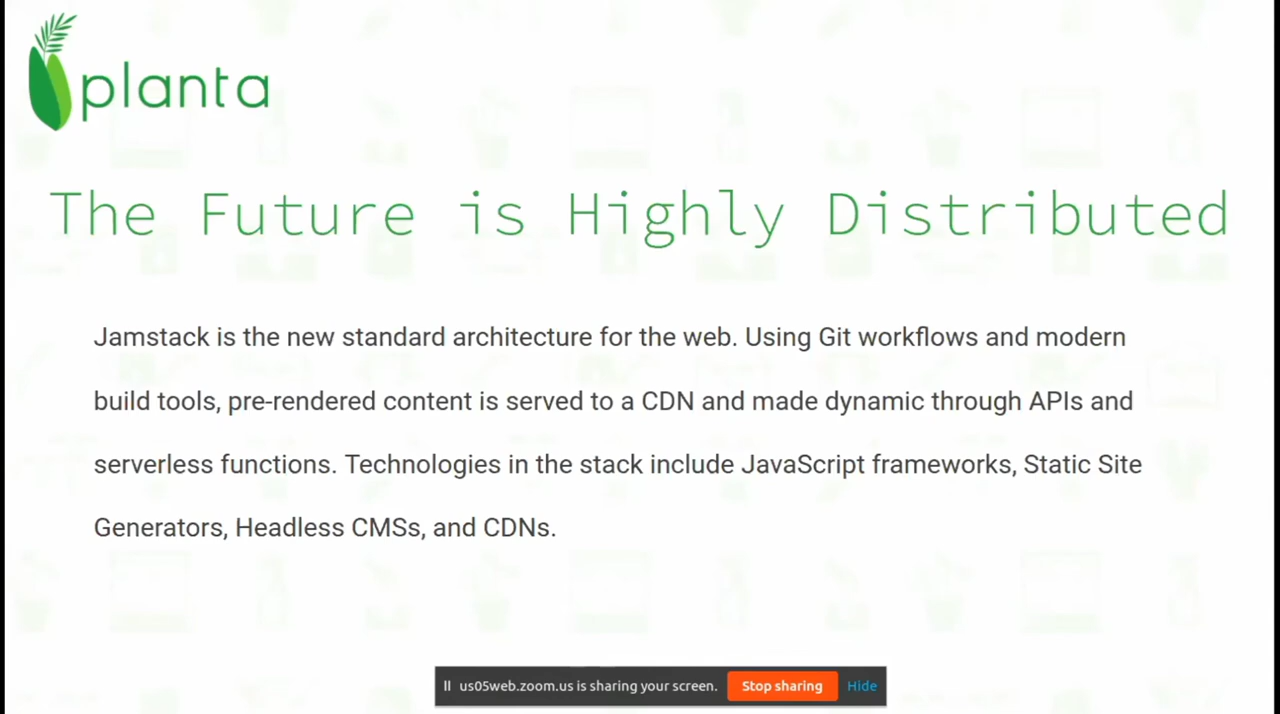 planta
The Future is Highly Distributed
Jamstack is the new standard architecture for the web. Using Git workflows and modern
build tools, pre-rendered content is served to a CDN and made dynamic through APIs and
serverless functions. Technologies in the stack include JavaScript frameworks, Static Site
Generators, Headless CMSs, and CDNs.
us05web.zoom.us is sharing your screen. Stop sharing Hide